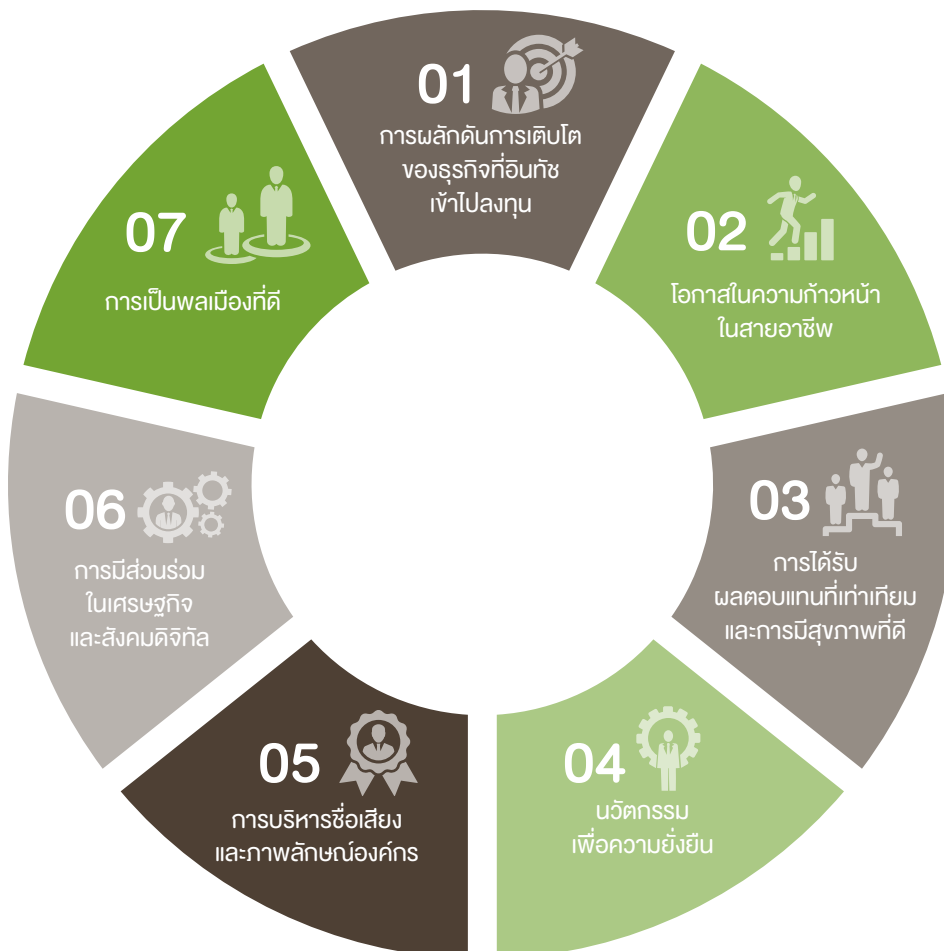 01
การผลักดันการเติบโต
ของธุรกิจที่อินทัช
เข้าไปลงทุน
02
โอกาสในความก้าวหน้า
ในสายอาชีพ
03
การได้รับ
ผลตอบแทนที่เท่าเทียม
และการมีสุขภาพที่ดี
04
นวัตกรรม
เพื่อความยั่งยืน
05
การบริหารชื่อเสียง
และภาพลักษณ์องค์กร
06
การมีส่วนร่วม
ในเศรษฐกิจ
และสังคมดิจิทัล
07
การเป็นพลเมืองที่ดี